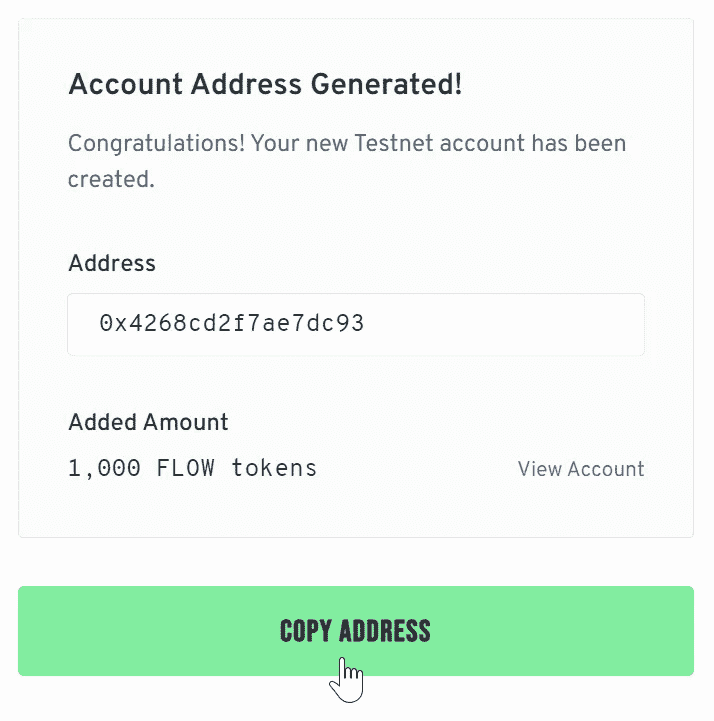 Account Address Generated!
Congratulations! Your new Testnet account has been
created.
Address
0x4268cd2f7ae7dc93
Added Amount
1,000 FLOW tokens
View Account
COPY ADDRESS